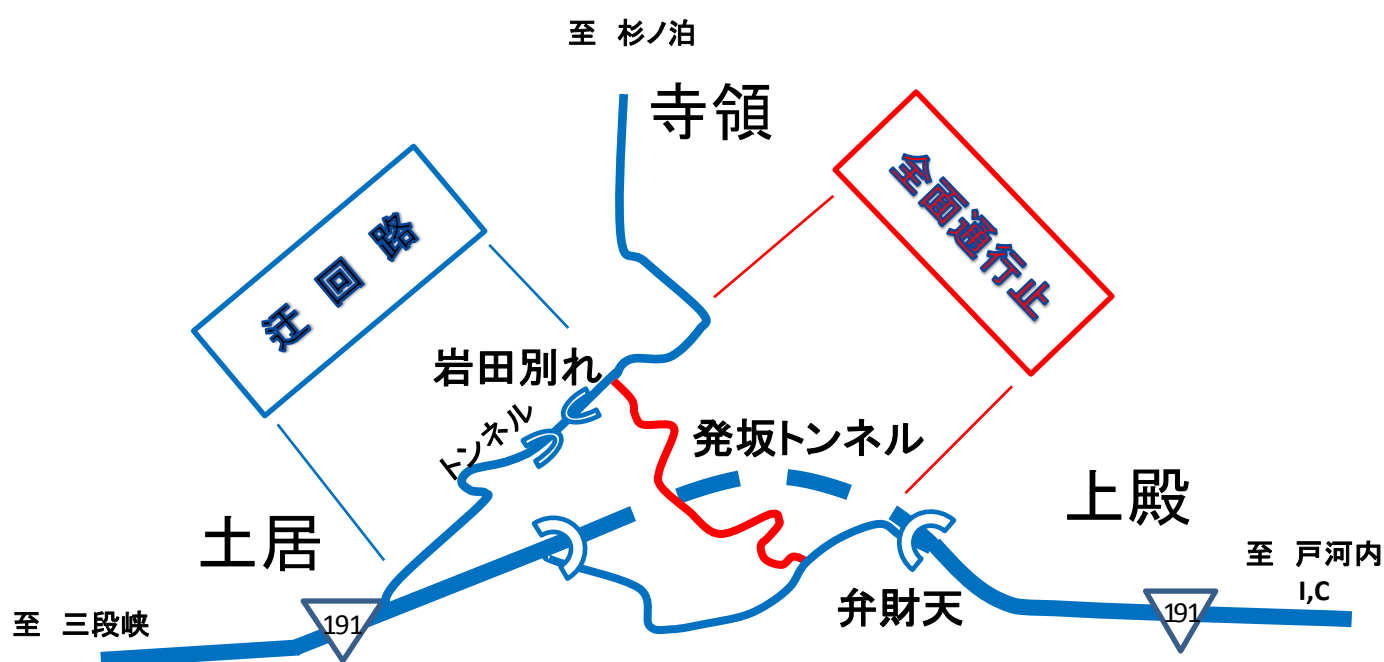 至 杉ノ泊
寺領
全面通行止
迂回路
岩田別れ
トンネル
発坂トンネル
上殿
土居
至 戸河内
I,C
弁財天
191
191
至 三段峡